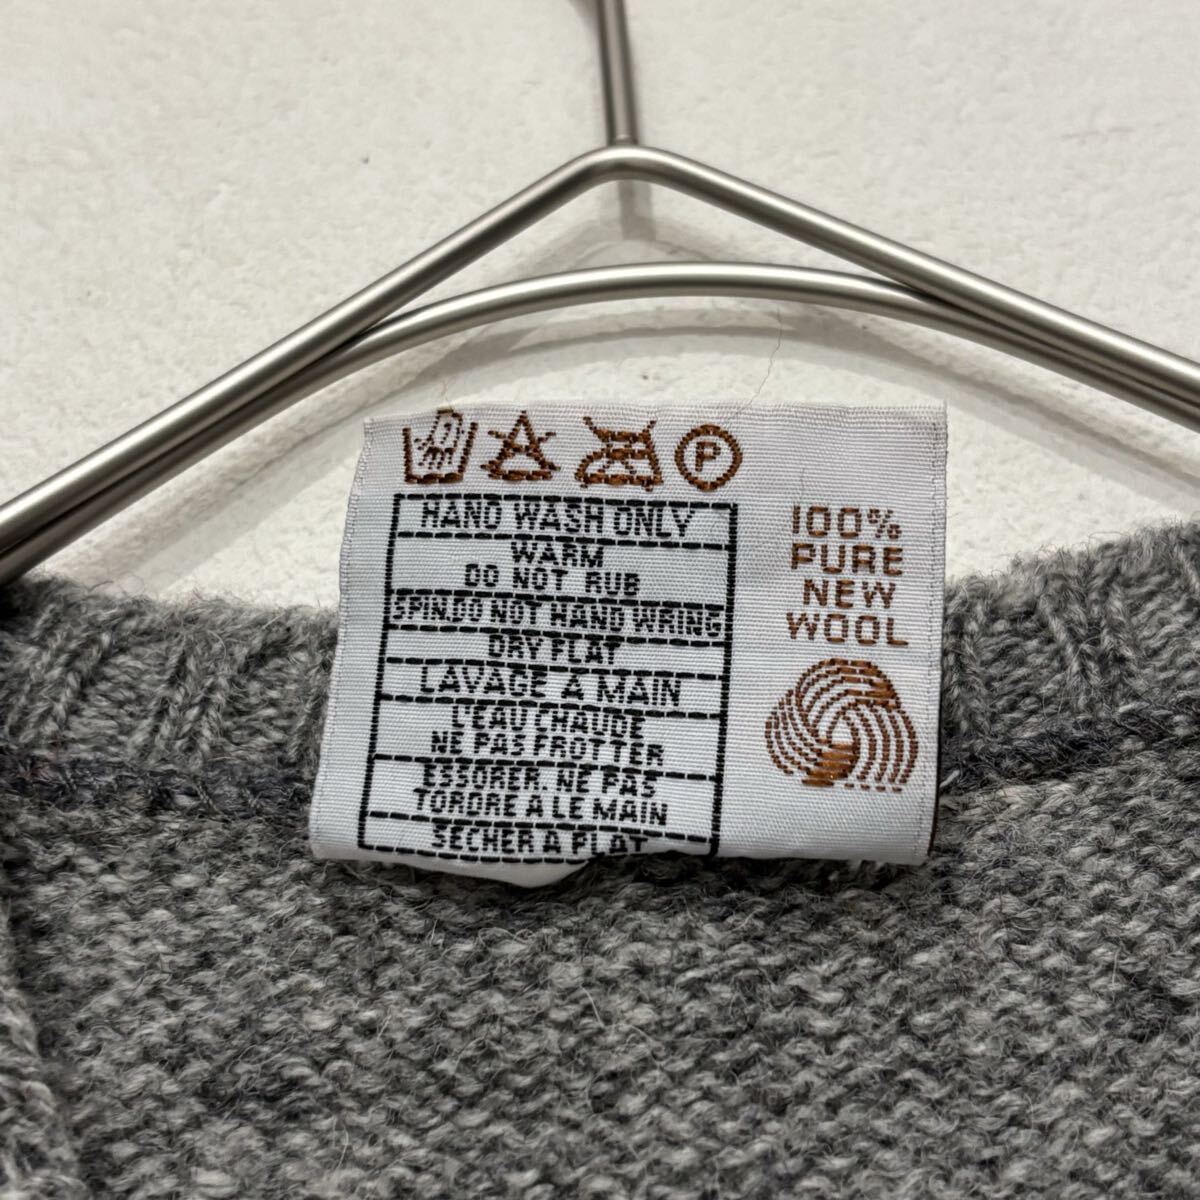 P
HAND WASH ONLY
WARM
DO NOT RUB
SPIN.DO NOT HAND WRING
DRY FLAT
LAVAGE A MAIN
L'EAU CHAUDE
NE PAS FROTTER
ESSORER. NE PAS
TORDRE A LE MAIN
SECHER A PLAT
100%
PURE
NEW
WOOL